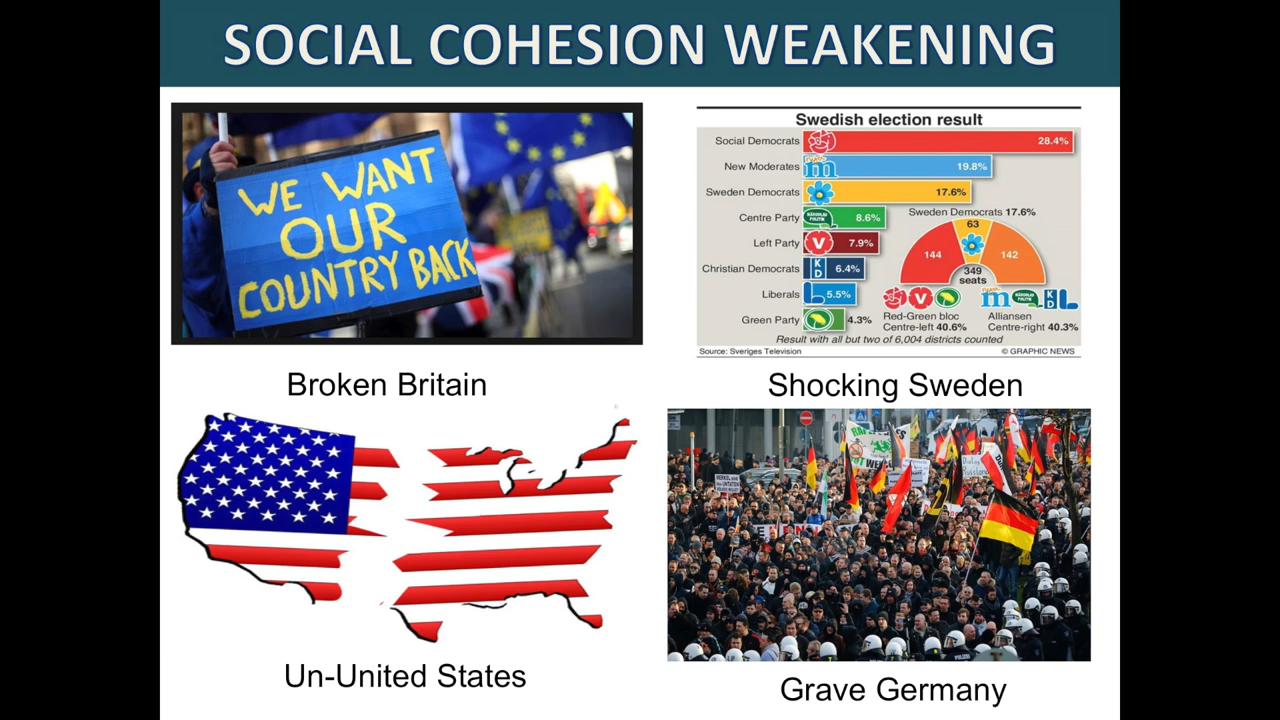 SOCIAL COHESION WEAKENING
WE WANT
OUR
COUNTRY BACK
Broken Britain
Swedish election result
Social Democrats 28.4%
New Moderates 19.8%
Sweden Democrats 17.6%
Centre Party 8.6%
Left Party V 7.9%
Christian Democrats KD 6.4%
Liberals L 5.5%
Green Party 4.3%
Sweden Democrats 17.6%
63
144
142
349
seats
Red-Green bloc
Centre-left 40.6%
Alliansen
Centre-right 40.3%
Result with all but two of 6,004 districts counted
Source: Sveriges Television
© GRAPHIC NEWS
Shocking Sweden
Un-United States
Grave Germany